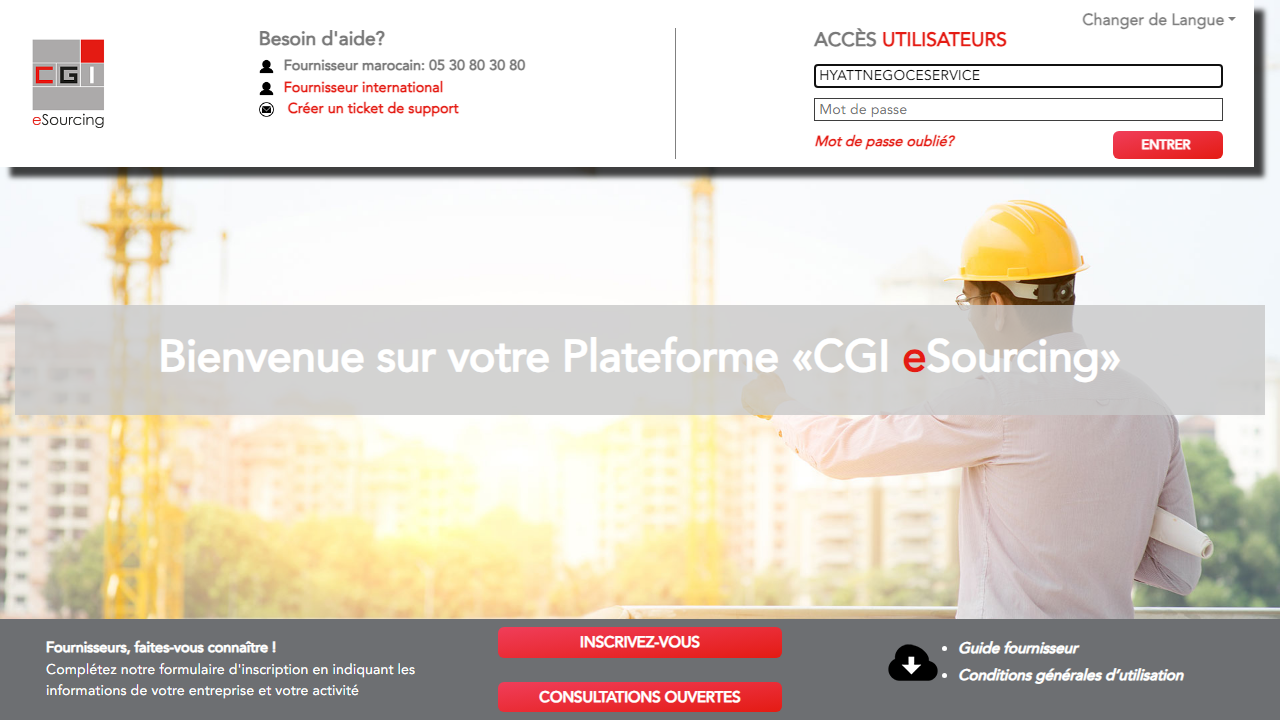 Changer de Langue
CGI
eSourcing
Besoin d'aide?
Fournisseur marocain: 05 30 80 30 80
Fournisseur international
Créer un ticket de support
ACCÈS UTILISATEURS
HYATTNEGOCESERVICE
Mot de passe
Mot de passe oublié?
ENTRER
Bienvenue sur votre Plateforme «CGI eSourcing»
Fournisseurs, faites-vous connaître !
Complétez notre formulaire d'inscription en indiquant les
informations de votre entreprise et votre activité
INSCRIVEZ-VOUS
CONSULTATIONS OUVERTES
Guide fournisseur
Conditions générales d’utilisation